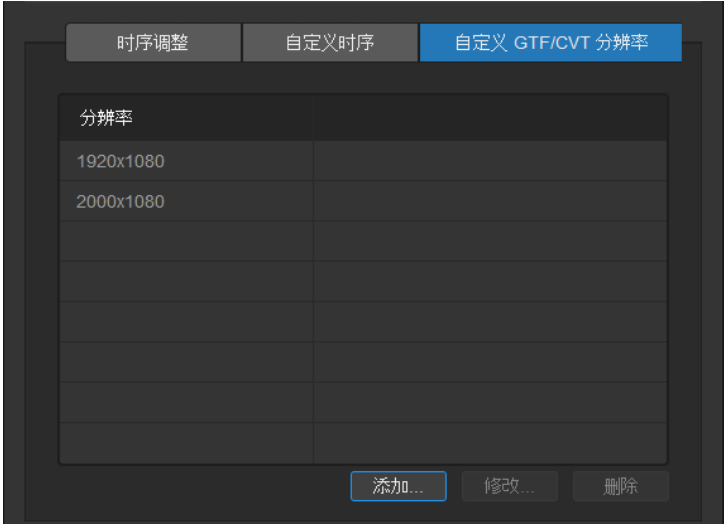 时序调整 自定义时序 自定义 GTF/CVT 分辨率
分辨率
1920x1080
2000x1080
添加... 修改... 删除